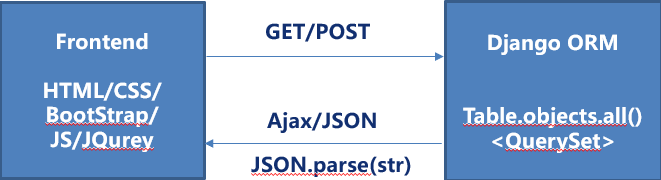 Frontend
HTML/CSS/
BootStrap/
JS/JQurey
GET/POST
Ajax/JSON
JSON.parse(str)
Django ORM
Table.objects.all()
<QuerySet>